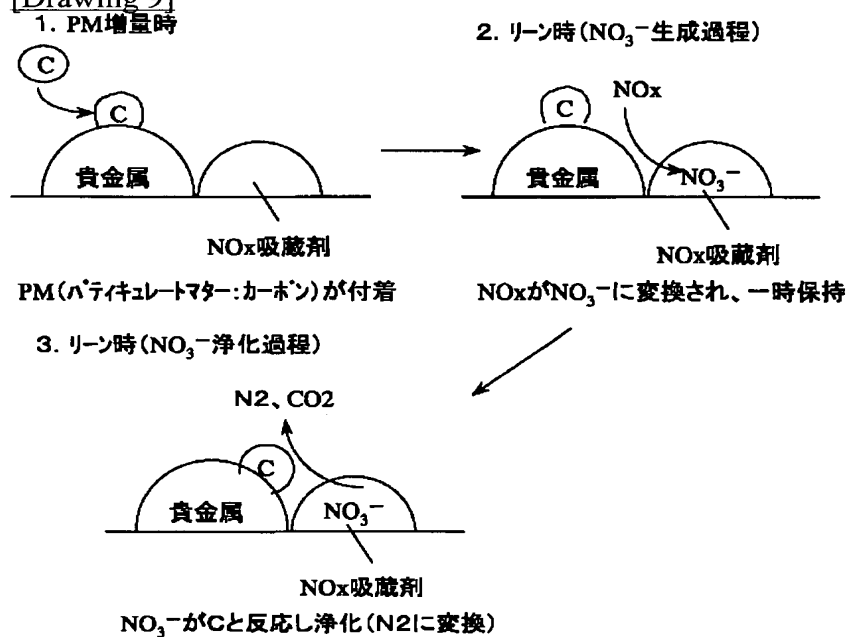 [Drawing 9]
1. PM増量時
C
C
貴金属
NOx吸蔵剤
PM(パティキュレートマター:カーボン)が付着
2. リーン時(NO₃⁻生成過程)
C
NOx
貴金属
NO₃⁻
NOx吸蔵剤
NOxがNO₃⁻に変換され、一時保持
3. リーン時(NO₃⁻浄化過程)
N2、CO2
C
貴金属
NO₃⁻
NOx吸蔵剤
NO₃⁻がCと反応し浄化(N2に変換)